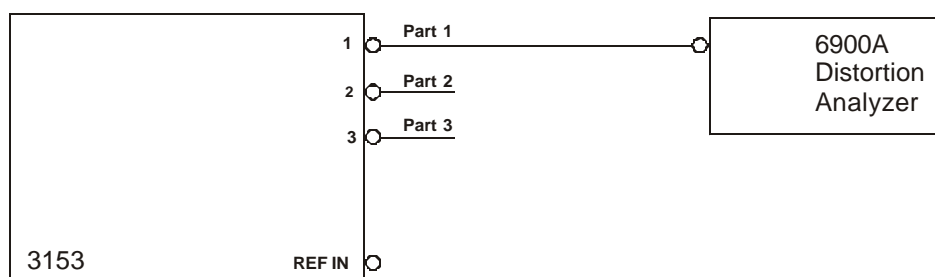 1 Part 1
2 Part 2
3 Part 3
3153
REF IN
6900A
Distortion
Analyzer